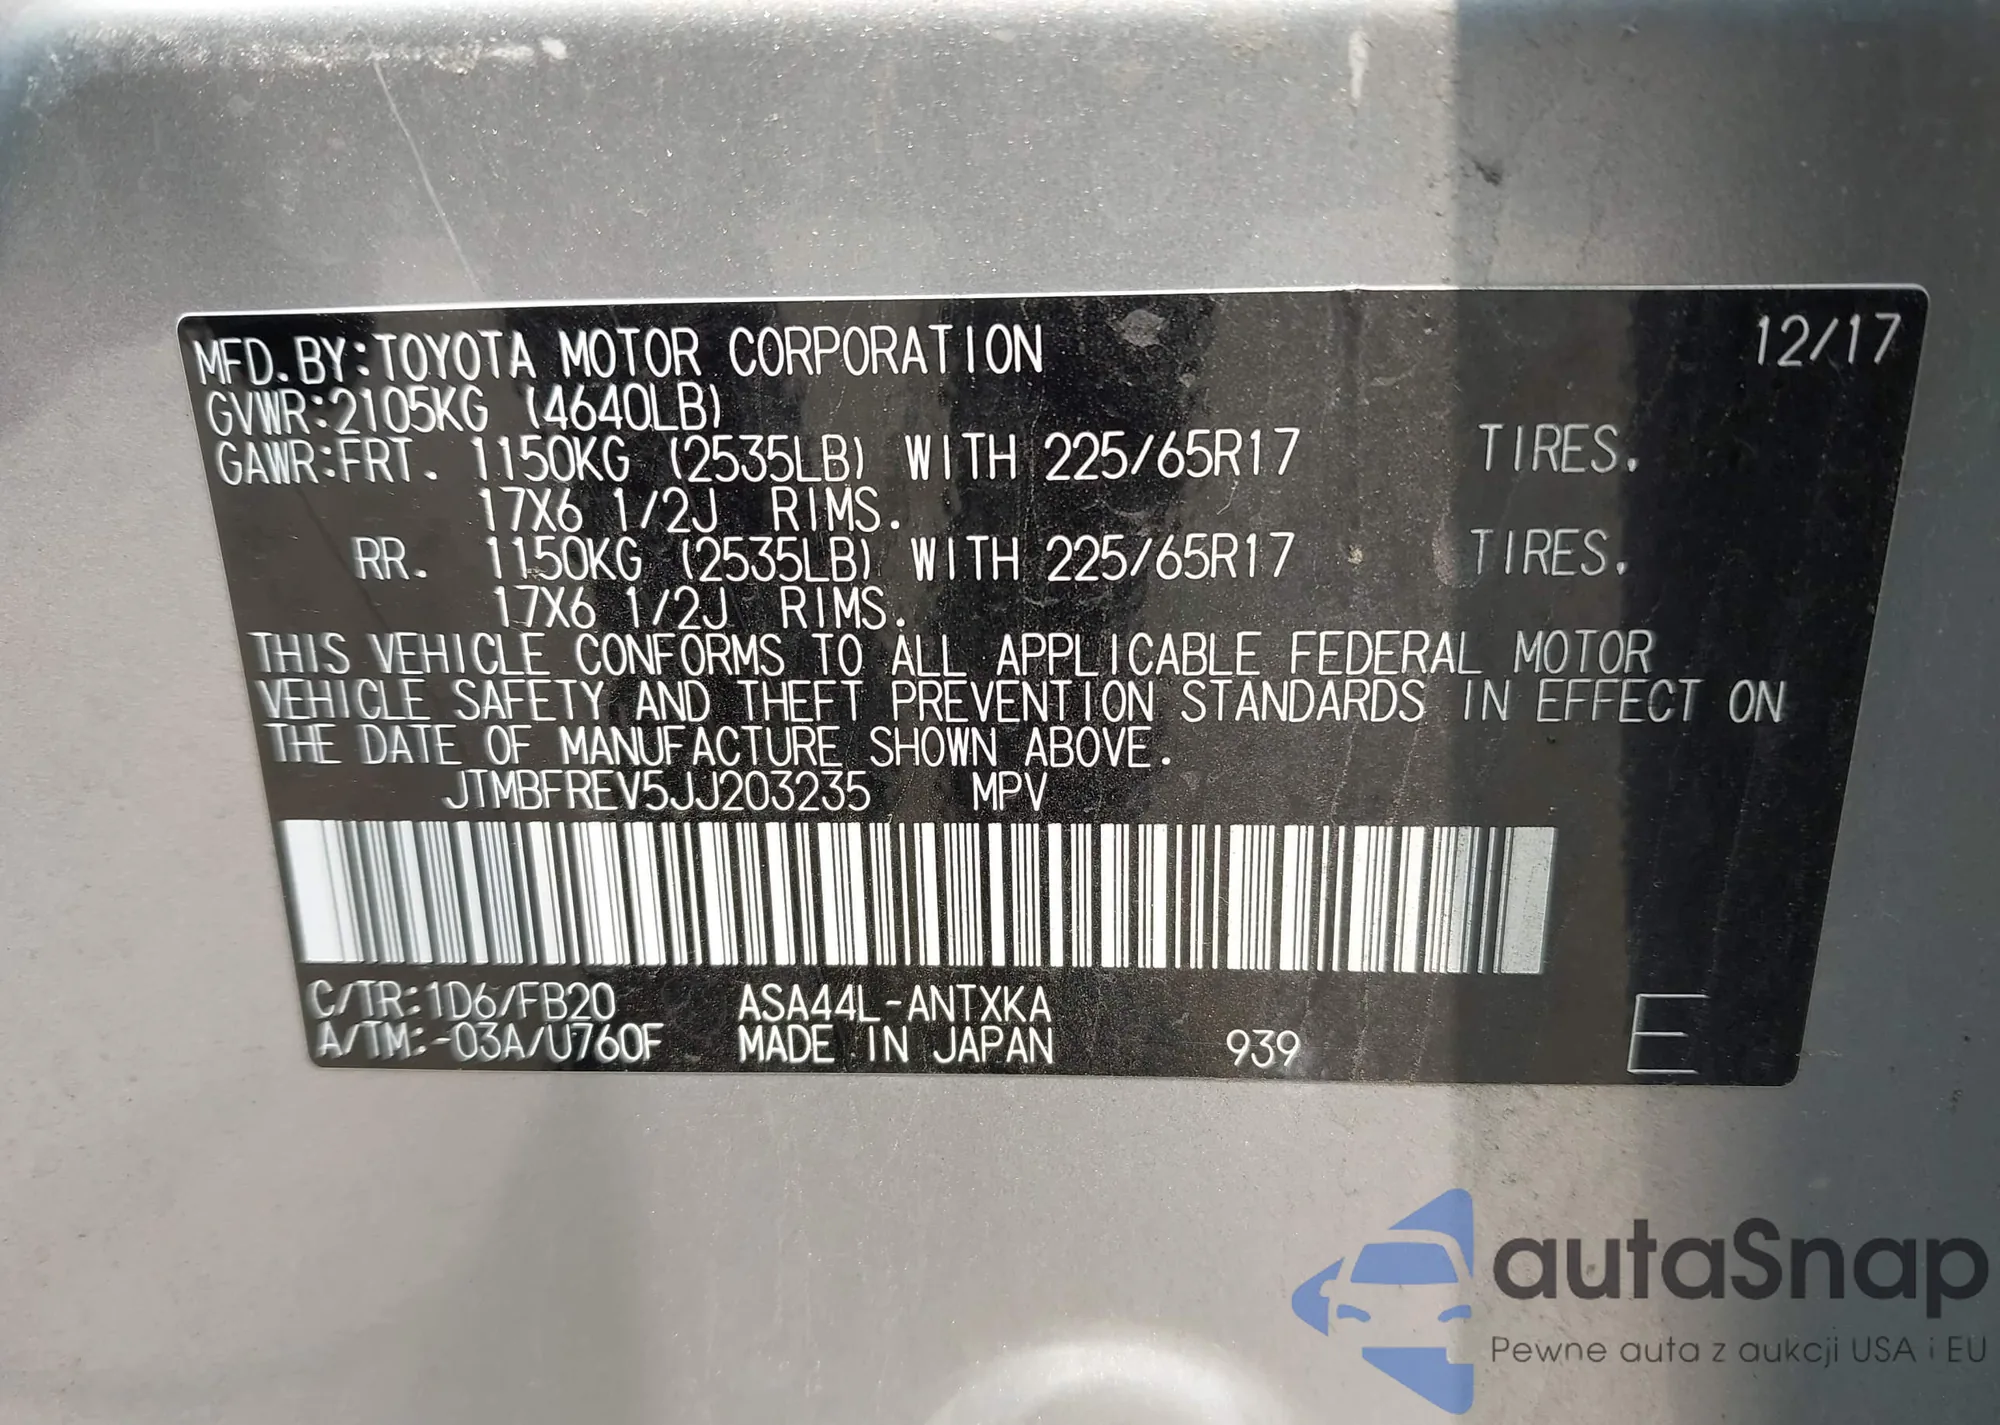 MFD. BY: TOYOTA MOTOR CORPORATION 12/17
GVWR: 2105KG (4640LB)
GAWR: FRT. 1150KG (2535LB) WITH 225/65R17 TIRES.
17X6 1/2J RIMS.
RR. 1150KG (2535LB) WITH 225/65R17 TIRES.
17X6 1/2J RIMS.
THIS VEHICLE CONFORMS TO ALL APPLICABLE FEDERAL MOTOR
VEHICLE SAFETY AND THEFT PREVENTION STANDARDS IN EFFECT ON
THE DATE OF MANUFACTURE SHOWN ABOVE.
JTMBFREV5JJ203235 MPV
C/TR: 1D6/FB20 ASA44L-ANTXKA
A/TM: -03A/U760F MADE IN JAPAN 939 E
autaSnap
Pewne auta z aukcji USA i EU